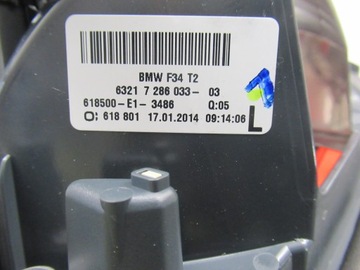 BMW F34 T2
6321 7 286 033- 03
618500-E1-3486 Q:05
O: 618 801 17.01.2014 09:14:06 L